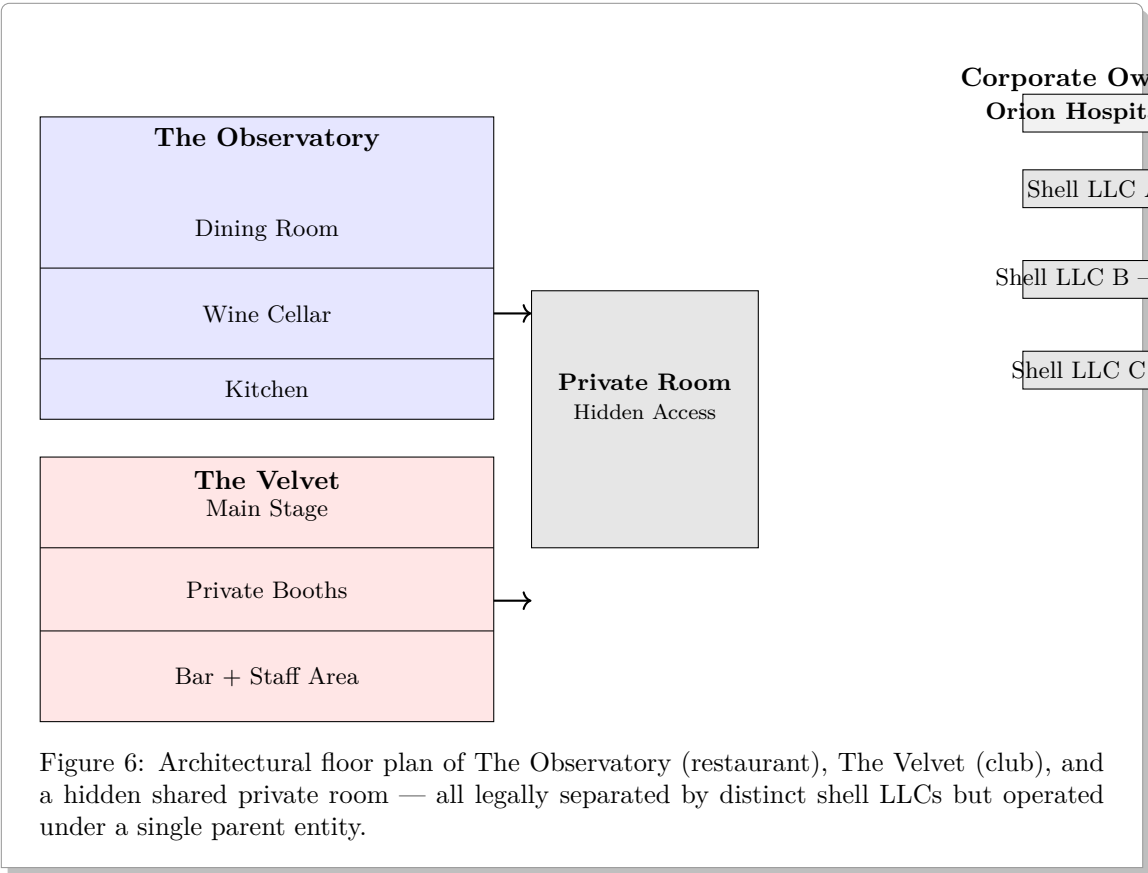 The Observatory
Dining Room
Wine Cellar
Kitchen
The Velvet
Main Stage
Private Booths
Bar + Staff Area
Private Room
Hidden Access
Corporate
Shell LLC
Shell LLC B –
Shell LLC C
Figure 6: Architectural floor plan of The Observatory (restaurant), The Velvet (club), and
a hidden shared private room — all legally separated by distinct shell LLCs but operated
under a single parent entity.